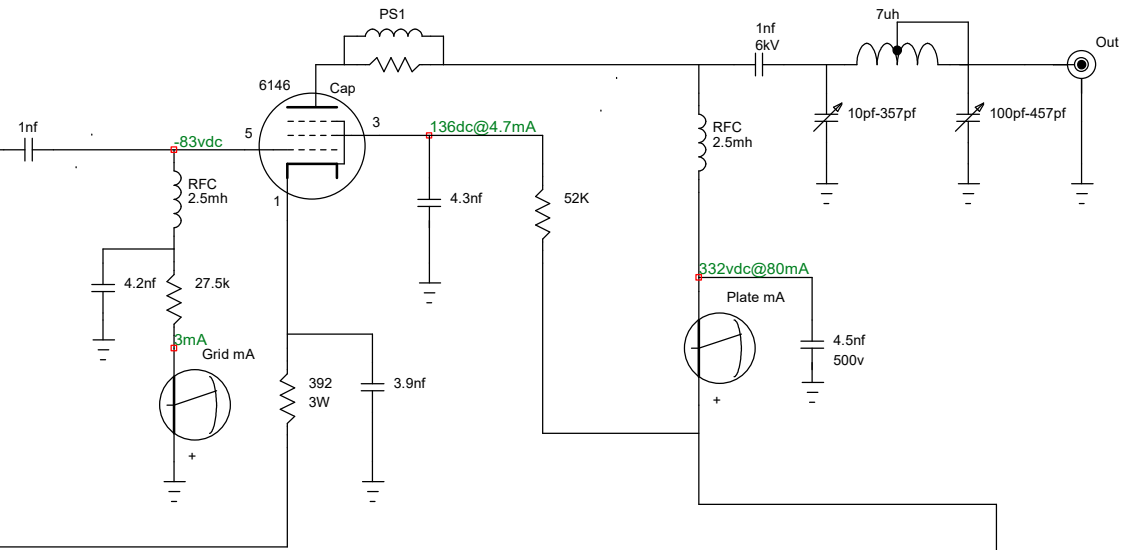 PS1
7uh
1nf
6kV
Out
6146
Cap
1nf
5
3
-83vdc
136dc@4.7mA
10pf-357pf
100pf-457pf
RFC
2.5mh
RFC
2.5mh
1
4.3nf
52K
4.2nf
27.5k
332vdc@80mA
Plate mA
3mA
Grid mA
4.5nf
500v
392
3W
3.9nf
+
+